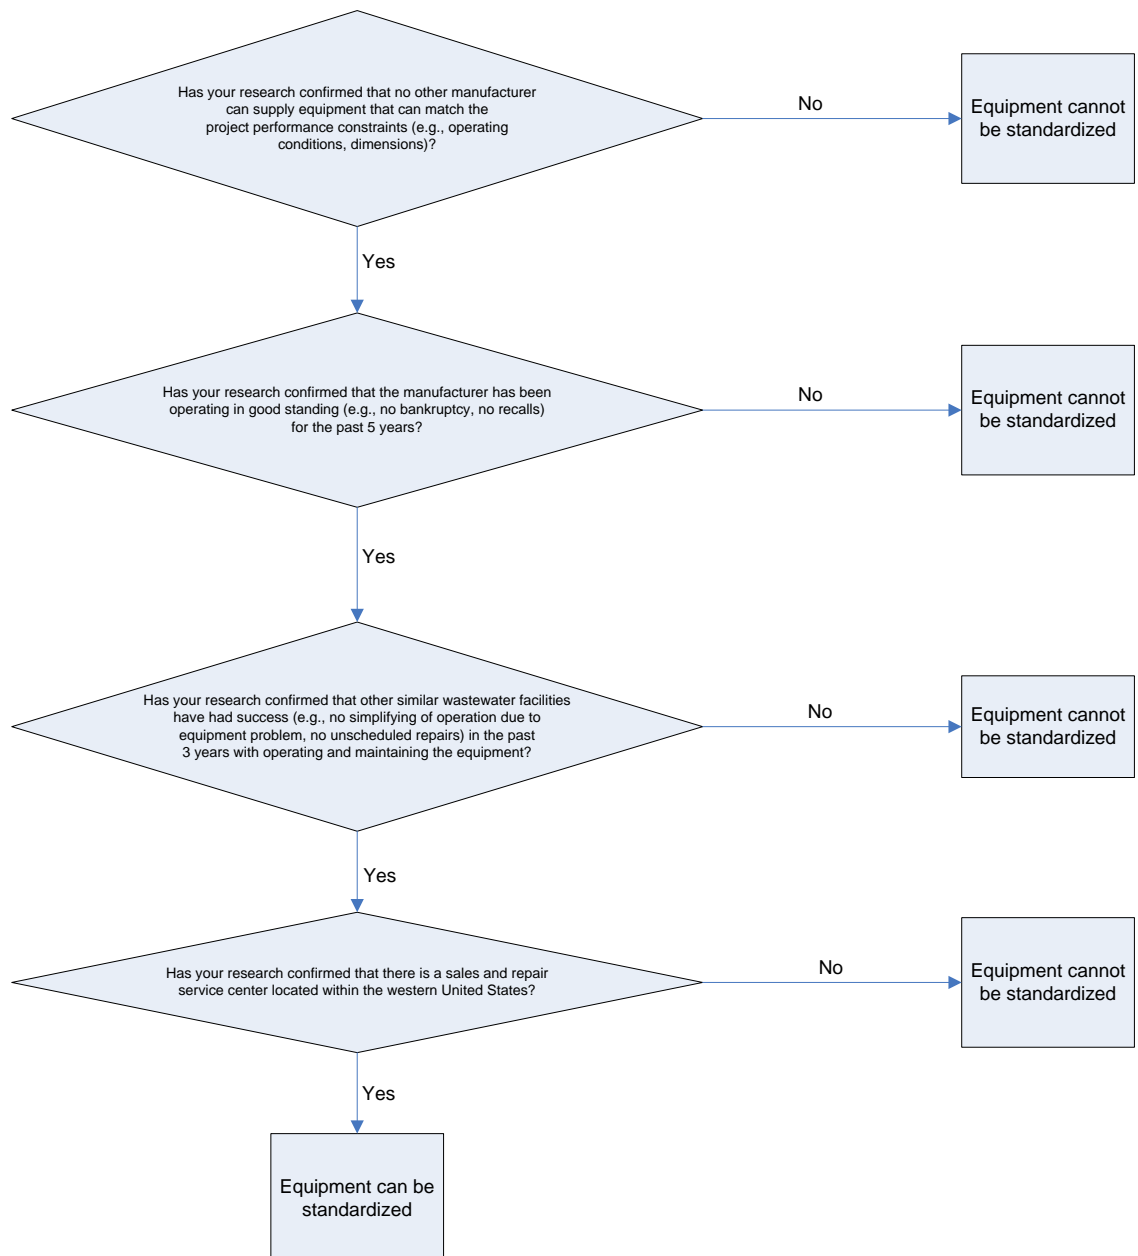 Has your research confirmed that no other manufacturer
can supply equipment that can match the
project performance constraints (e.g., operating
conditions, dimensions)?
No
Equipment cannot
be standardized
Yes
Has your research confirmed that the manufacturer has been
operating in good standing (e.g., no bankruptcy, no recalls)
for the past 5 years?
No
Equipment cannot
be standardized
Yes
Has your research confirmed that other similar wastewater facilities
have had success (e.g., no simplifying of operation due to
equipment problem, no unscheduled repairs) in the past
3 years with operating and maintaining the equipment?
No
Equipment cannot
be standardized
Yes
Has your research confirmed that there is a sales and repair
service center located within the western United States?
No
Equipment cannot
be standardized
Yes
Equipment can be
standardized